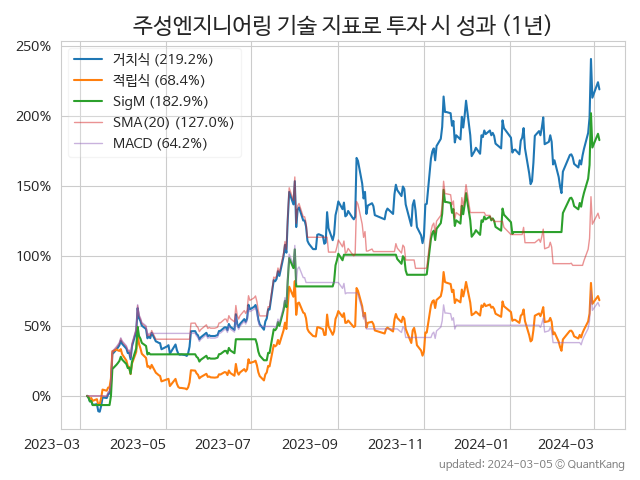 주성엔지니어링 기술 지표로 투자 시 성과 (1년)
250%
200%
150%
100%
50%
0%
거치식 (219.2%)
적립식 (68.4%)
SigM (182.9%)
SMA(20) (127.0%)
MACD (64.2%)
2023-03 2023-05 2023-07 2023-09 2023-11 2024-01 2024-03
updated: 2024-03-05 © QuantKang